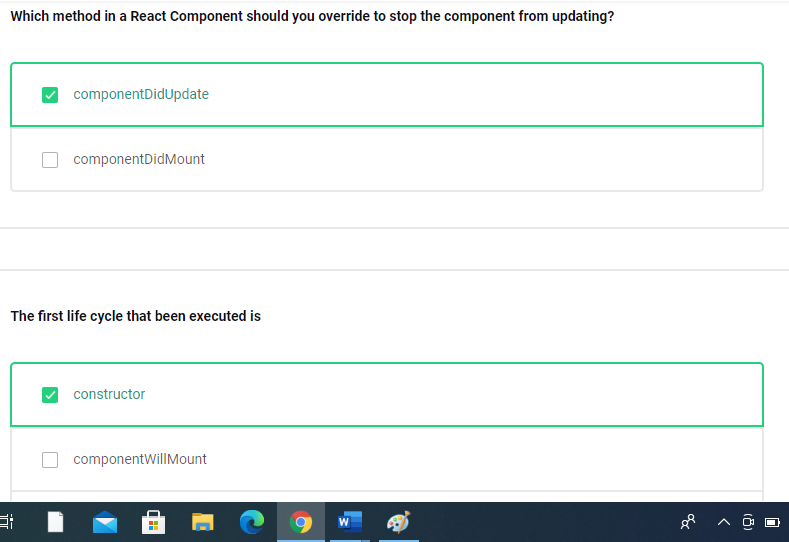 Which method in a React Component should you override to stop the component from updating?
componentDidUpdate
componentDidMount
The first life cycle that been executed is
constructor
componentWillMount
W